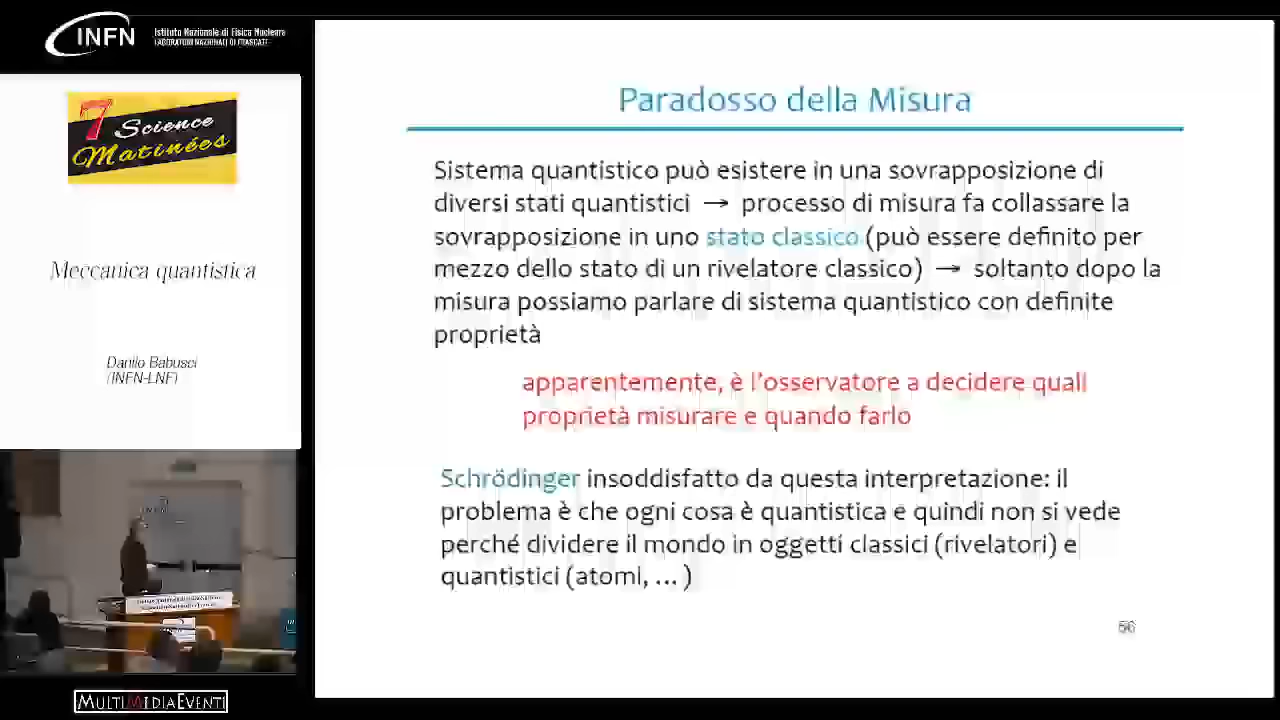 INFN
Istituto Nazionale di Fisica Nucleare
LABORATORI NAZIONALI DI FRASCATI
7 Science
Matinées
Meccanica quantistica
Danilo Babusci
(INFN-LNF)
MULTIMEDIAEVENTI
Paradosso della Misura
Sistema quantistico può esistere in una sovrapposizione di
diversi stati quantistici → processo di misura fa collassare la
sovrapposizione in uno stato classico (può essere definito per
mezzo dello stato di un rivelatore classico) → soltanto dopo la
misura possiamo parlare di sistema quantistico con definite
proprietà
apparentemente, è l'osservatore a decidere quali
proprietà misurare e quando farlo
Schrödinger insoddisfatto da questa interpretazione: il
problema è che ogni cosa è quantistica e quindi non si vede
perché dividere il mondo in oggetti classici (rivelatori) e
quantistici (atomi, … )
56